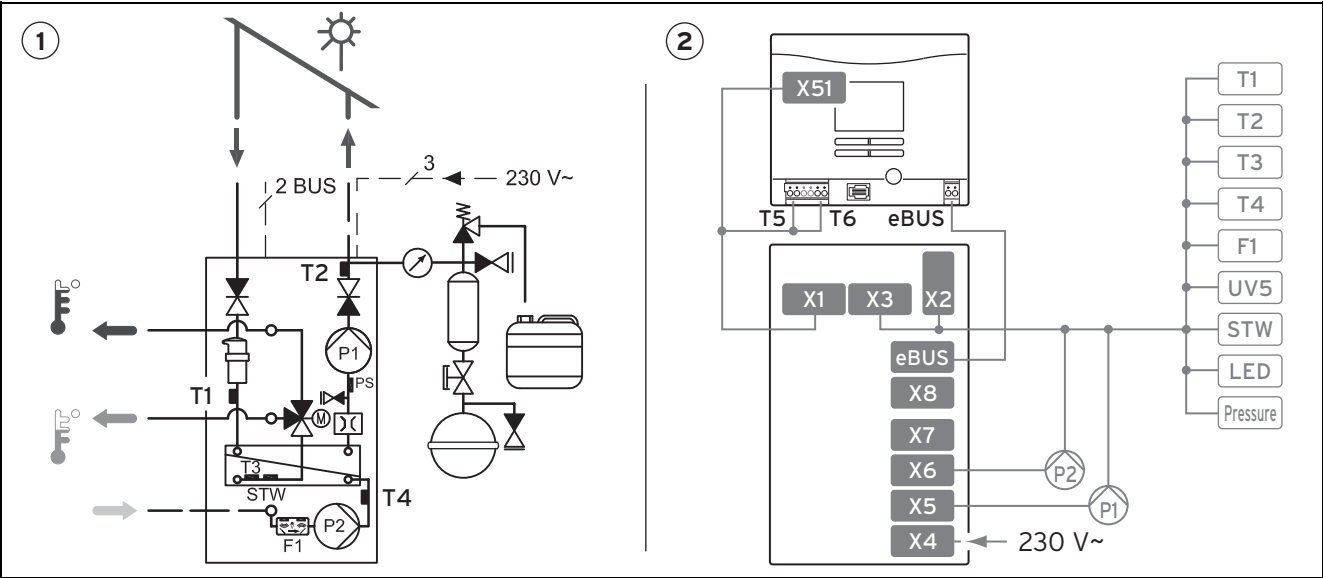 1
2 BUS
3
230 V~
T2
P1
PS
T1
M
T3
STW
T4
F1
P2
2
X51
T5
T6
eBUS
X1
X3
X2
eBUS
X8
X7
X6
X5
X4
P2
P1
230 V~
T1
T2
T3
T4
F1
UV5
STW
LED
Pressure